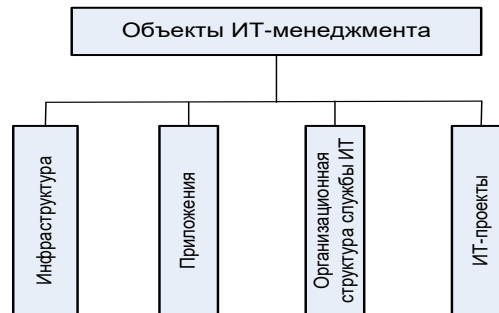 Объекты ИТ-менеджмента
Инфраструктура
Приложения
Организационная
структура службы ИТ
ИТ-проекты